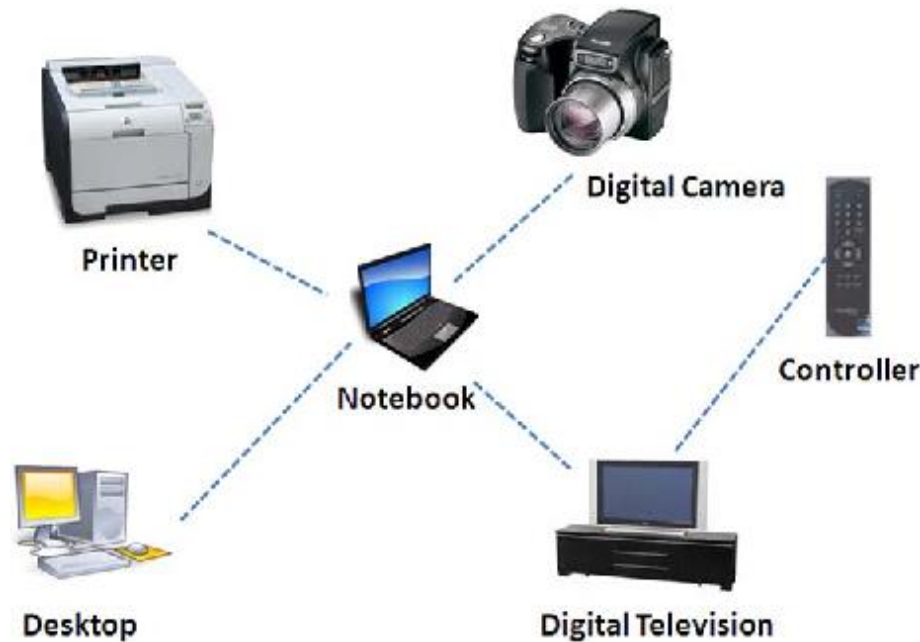 Digital Camera
Printer
Controller
Notebook
Desktop
Digital Television